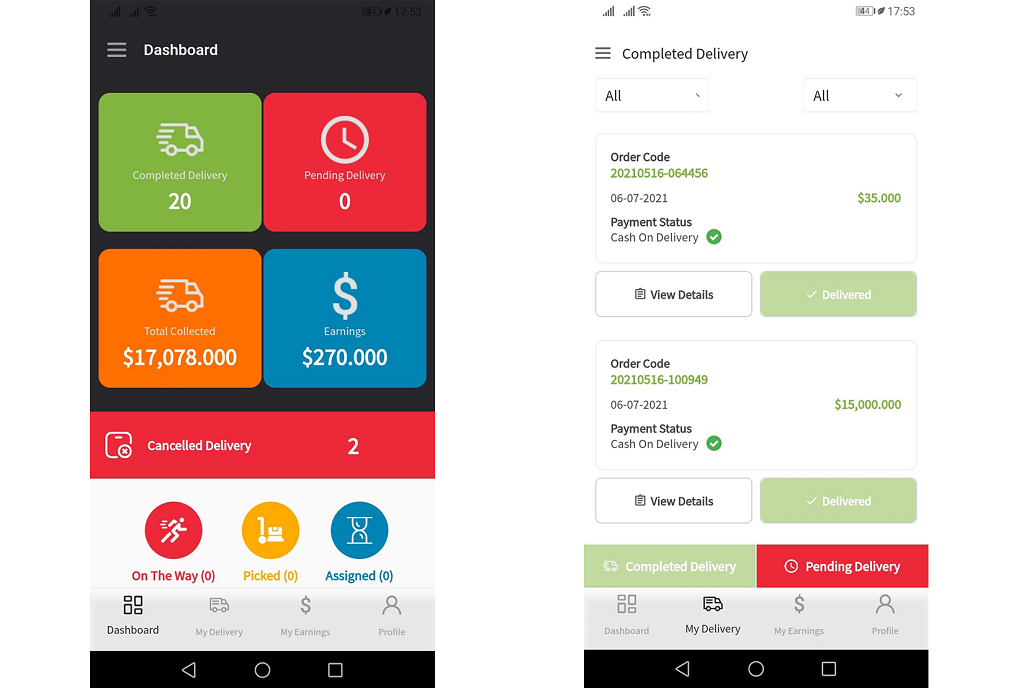 44 17:53
Dashboard
Completed Delivery
20
Pending Delivery
0
Total Collected
$17,078.000
Earnings
$270.000
Cancelled Delivery 2
On The Way (0) Picked (0) Assigned (0)
Dashboard My Delivery My Earnings Profile
44 17:53
Completed Delivery
All All
Order Code
20210516-064456
06-07-2021 $35.000
Payment Status
Cash On Delivery
View Details Delivered
Order Code
20210516-100949
06-07-2021 $15,000.000
Payment Status
Cash On Delivery
View Details Delivered
Completed Delivery Pending Delivery
Dashboard My Delivery My Earnings Profile